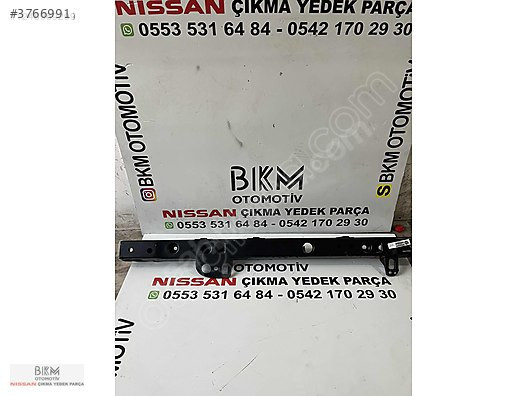 #3766991
NISSAN ÇIKMA YEDEK PARÇA
0553 531 64 84 - 0542 170 29 30
BKM OTOMOTİV
BKM OTOMOTİV
BKM
OTOMOTİV
NISSAN ÇIKMA YEDEK PARÇA
0553 531 64 84 - 0542 170 29 30
OTOMOTİV
NISSAN ÇIKMA YEDEK PARÇA
0553 531 64 84 - 0542 170 29 30
BKM
OTOMOTİV
NISSAN ÇIKMA YEDEK PARÇA